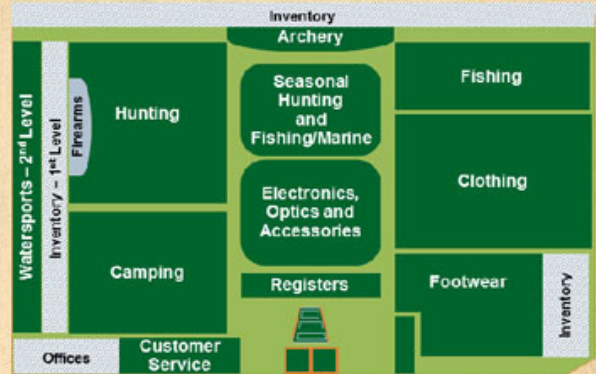 Inventory
Archery
Watersports – 2nd Level
Inventory – 1st Level
Firearms
Hunting
Seasonal
Hunting
and
Fishing/Marine
Fishing
Clothing
Electronics,
Optics and
Accessories
Camping
Registers
Footwear
Inventory
Offices
Customer
Service